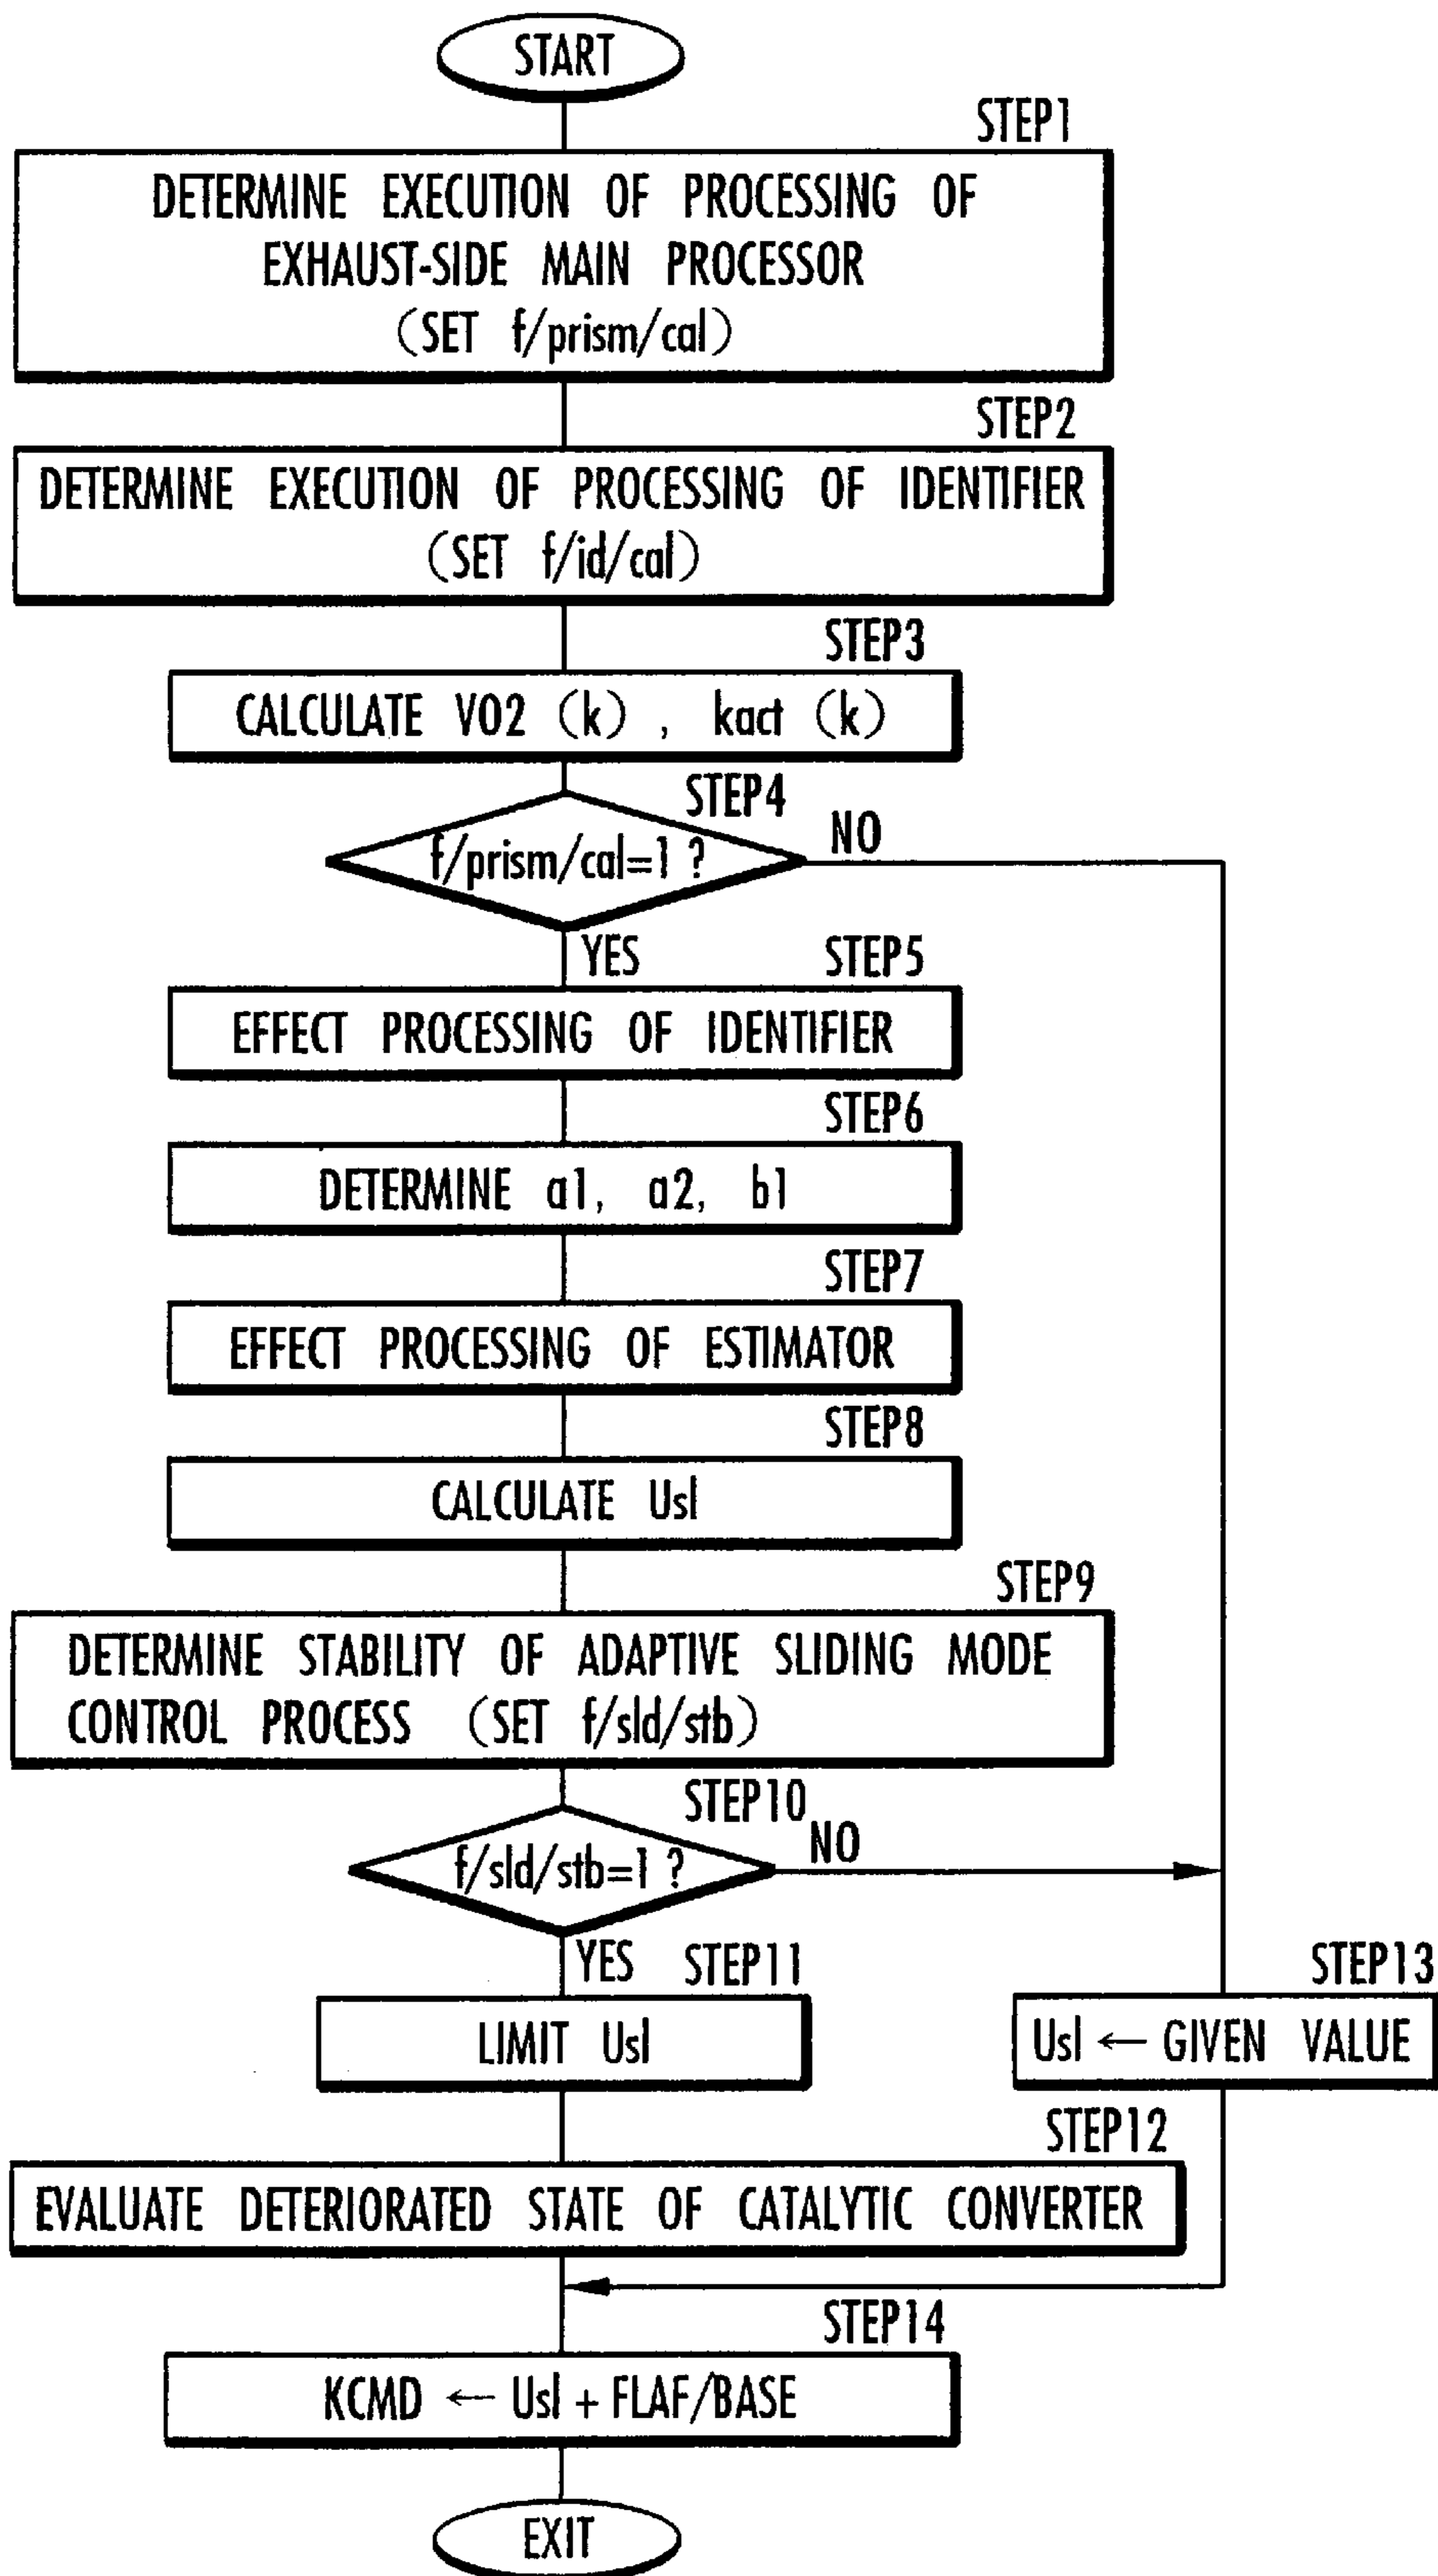 START
STEP1
DETERMINE EXECUTION OF PROCESSING OF
EXHAUST-SIDE MAIN PROCESSOR
(SET f/prism/cal)
STEP2
DETERMINE EXECUTION OF PROCESSING OF IDENTIFIER
(SET f/id/cal)
STEP3
CALCULATE VO2 (k) , kact (k)
STEP4
f/prism/cal=1 ?
NO
YES
STEP5
EFFECT PROCESSING OF IDENTIFIER
STEP6
DETERMINE a1, a2, b1
STEP7
EFFECT PROCESSING OF ESTIMATOR
STEP8
CALCULATE Usl
STEP9
DETERMINE STABILITY OF ADAPTIVE SLIDING MODE
CONTROL PROCESS (SET f/sld/stb)
STEP10
f/sld/stb=1 ?
NO
YES
STEP11
LIMIT Usl
STEP13
Usl ← GIVEN VALUE
STEP12
EVALUATE DETERIORATED STATE OF CATALYTIC CONVERTER
STEP14
KCMD ← Usl + FLAF/BASE
EXIT